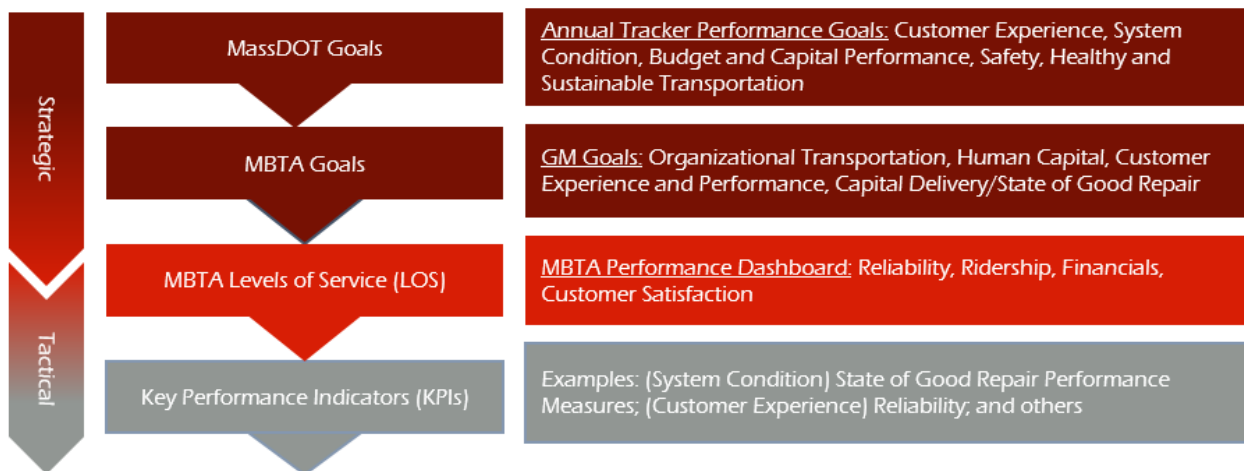 Strategic
Tactical
MassDOT Goals
Annual Tracker Performance Goals: Customer Experience, System
Condition, Budget and Capital Performance, Safety, Healthy and
Sustainable Transportation
MBTA Goals
GM Goals: Organizational Transportation, Human Capital, Customer
Experience and Performance, Capital Delivery/State of Good Repair
MBTA Levels of Service (LOS)
MBTA Performance Dashboard: Reliability, Ridership, Financials,
Customer Satisfaction
Key Performance Indicators (KPIs)
Examples: (System Condition) State of Good Repair Performance
Measures; (Customer Experience) Reliability; and others